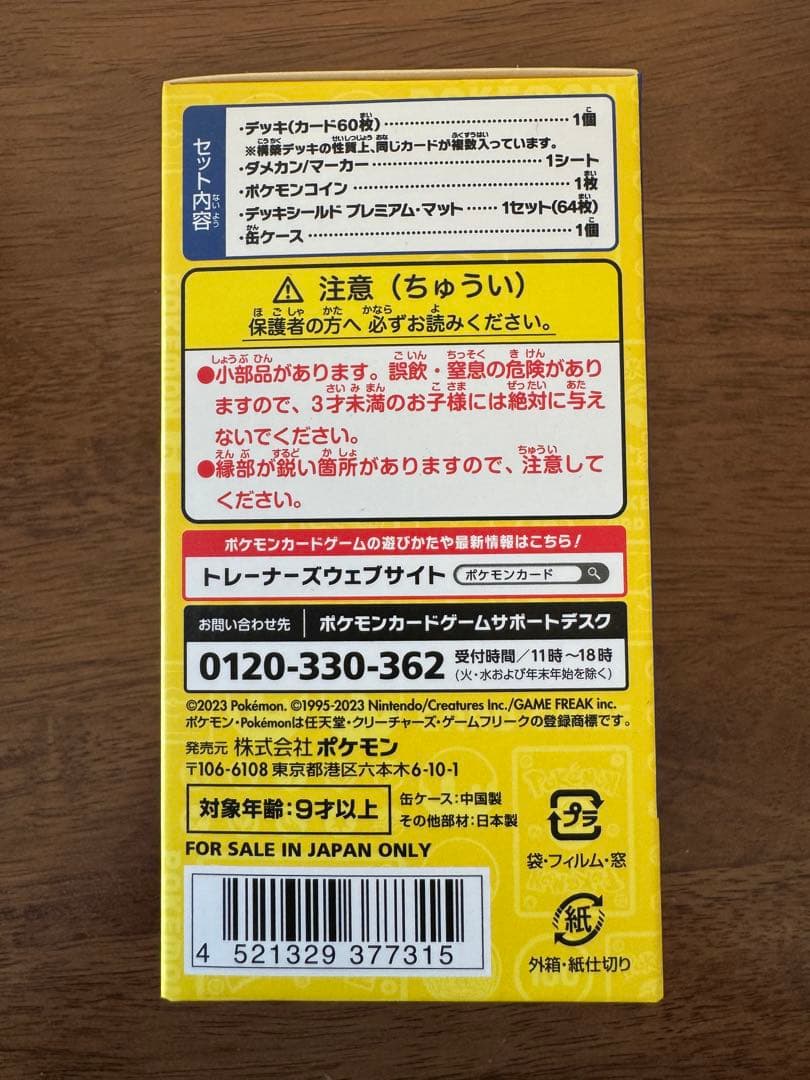 セット内容
・デッキ(カード60枚)……………………1個
※構築デッキの性質上、同じカードが複数入っています。
・ダメカン/マーカー……………………1シート
・ポケモンコイン……………………1枚
・デッキシールド プレミアム・マット……1セット(64枚)
・缶ケース……………………1個
⚠ 注意(ちゅうい)
保護者の方へ 必ずお読みください。
●小部品があります。誤飲・窒息の危険があり
ますので、3才未満のお子様には絶対に与え
ないでください。
●縁部が鋭い箇所がありますので、注意して
ください。
ポケモンカードゲームの遊びかたや最新情報はこちら!
トレーナーズウェブサイト ポケモンカード
お問い合わせ先 ポケモンカードゲームサポートデスク
0120-330-362 受付時間/11時~18時
(火・水および年末年始を除く)
©2023 Pokémon. ©1995-2023 Nintendo/Creatures Inc./GAME FREAK inc.
ポケモン・Pokémonは任天堂・クリーチャーズ・ゲームフリークの登録商標です。
発売元 株式会社ポケモン
〒106-6108 東京都港区六本木6-10-1
対象年齢:9才以上
缶ケース:中国製
その他部材:日本製
FOR SALE IN JAPAN ONLY
プラ
袋・フィルム・窓
紙
外箱・紙仕切り
4 521329 377315